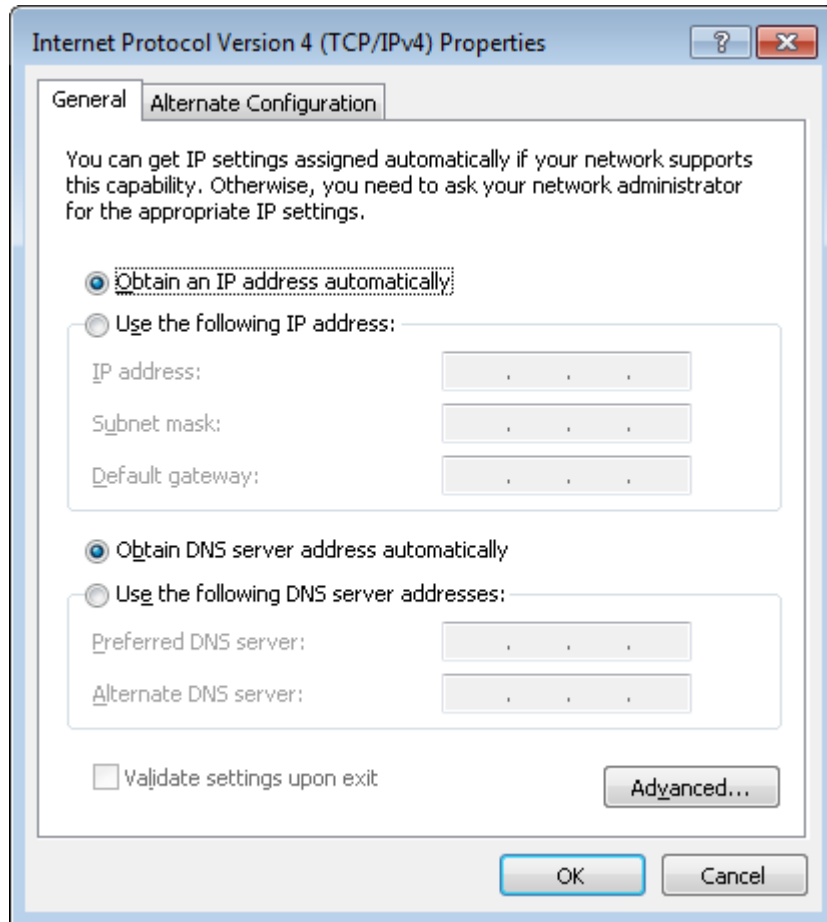 Internet Protocol Version 4 (TCP/IPv4) Properties
?
General
Alternate Configuration
You can get IP settings assigned automatically if your network supports
this capability. Otherwise, you need to ask your network administrator
for the appropriate IP settings.
Obtain an IP address automatically
Use the following IP address:
IP address:
Subnet mask:
Default gateway:
Obtain DNS server address automatically
Use the following DNS server addresses:
Preferred DNS server:
Alternate DNS server:
Validate settings upon exit
Advanced...
OK
Cancel